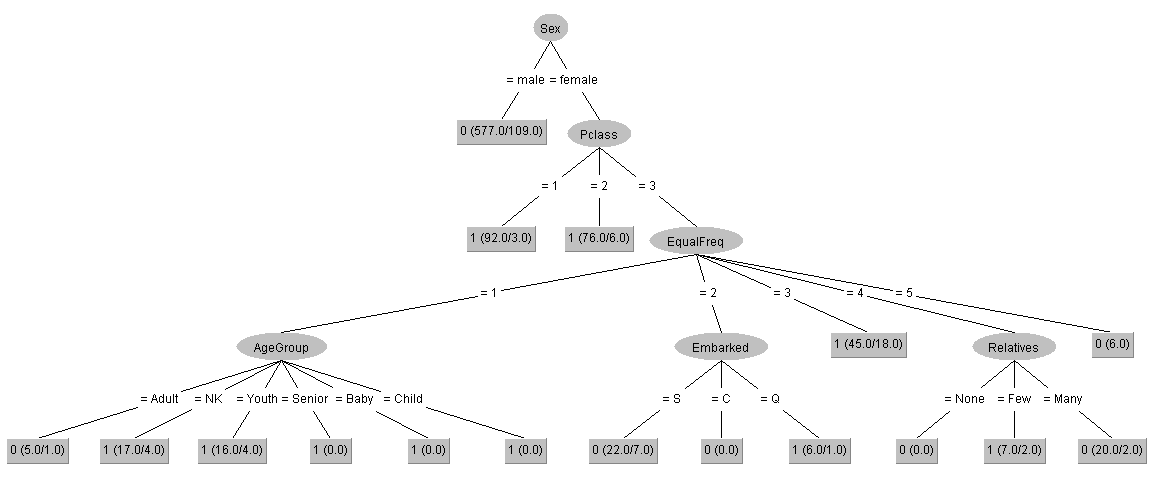 Sex
= male = female
0 (577.0/109.0)
Pclass
= 1 = 2 = 3
1 (92.0/3.0) 1 (76.0/6.0)
EqualFreq
= 1 = 2 = 3 = 4 = 5
AgeGroup Embarked 1 (45.0/18.0) Relatives 0 (6.0)
= Adult = NK = Youth = Senior = Baby = Child = S = C = Q = None = Few = Many
0 (5.0/1.0) 1 (17.0/4.0) 1 (16.0/4.0) 1 (0.0) 1 (0.0) 1 (0.0) 0 (22.0/7.0) 0 (0.0) 1 (6.0/1.0) 0 (0.0) 1 (7.0/2.0) 0 (20.0/2.0)